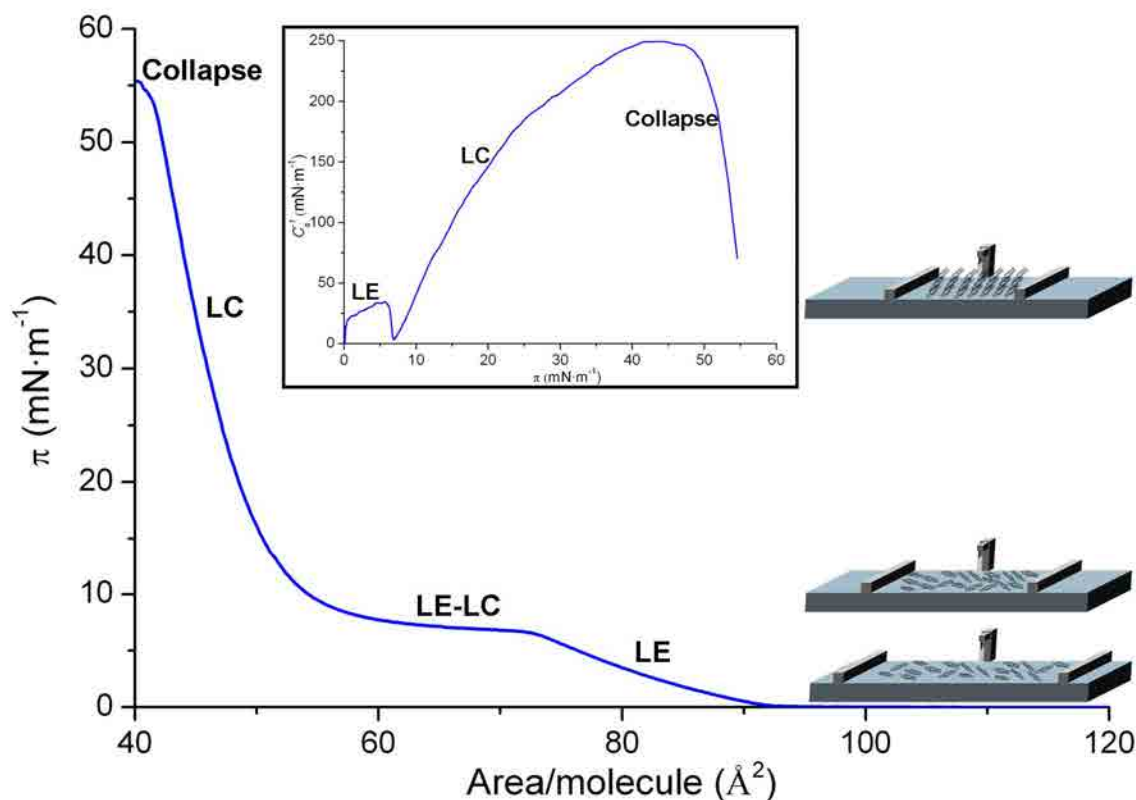 60
50
40
30
20
10
0
π (mN·m⁻¹)
Collapse
LC
LE-LC
LE
40 60 80 100 120
Area/molecule (Å²)
250
200
150
100
50
0
Cₛ⁻¹ (mN·m⁻¹)
LE
LC
Collapse
0 10 20 30 40 50 60
π (mN·m⁻¹)